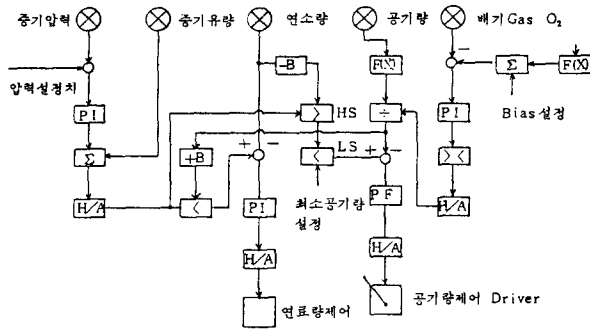 증기압력
증기유량
연소량
공기량
배기Gas O₂
압력설정치
-B
F(X)
Σ
F(X)
PI
>
HS
÷
PI
Bias설정
Σ
+B
+
-
<
LS
+
-
><
H/A
<
PI
최소공기량
설정
PF
H/A
H/A
H/A
연료량제어
공기량제어 Driver